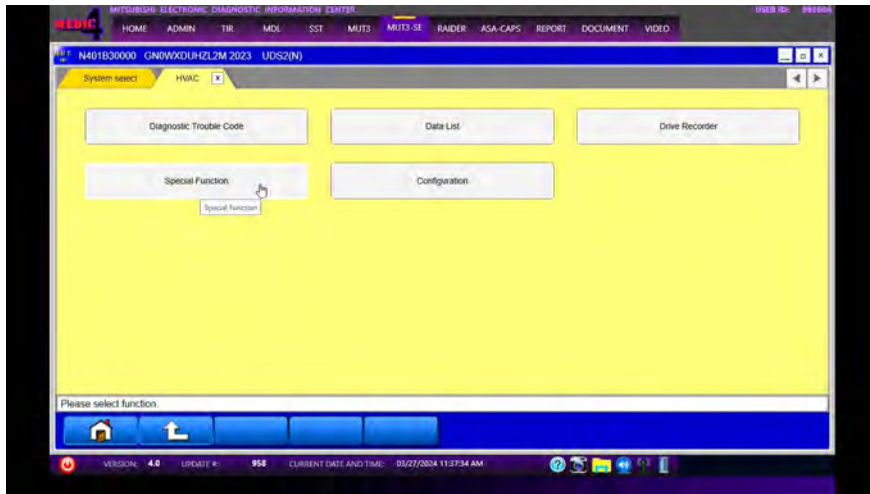 MITSUBISHI ELECTRONIC DIAGNOSTIC INFORMATION CENTER
USER ID: 991004
MEDIC 4
HOME ADMIN TIR MDL SST MUT3 MUT3-SE RAIDER ASA-CAPS REPORT DOCUMENT VIDEO
N401B30000 GN0WXDUHZL2M 2023 UDS2(N)
System select HVAC
Diagnostic Trouble Code Data List Drive Recorder
Special Function Configuration
Special Function
Please select function.
VERSION: 4.0 UPDATE #: 958 CURRENT DATE AND TIME: 03/27/2024 11:37:34 AM